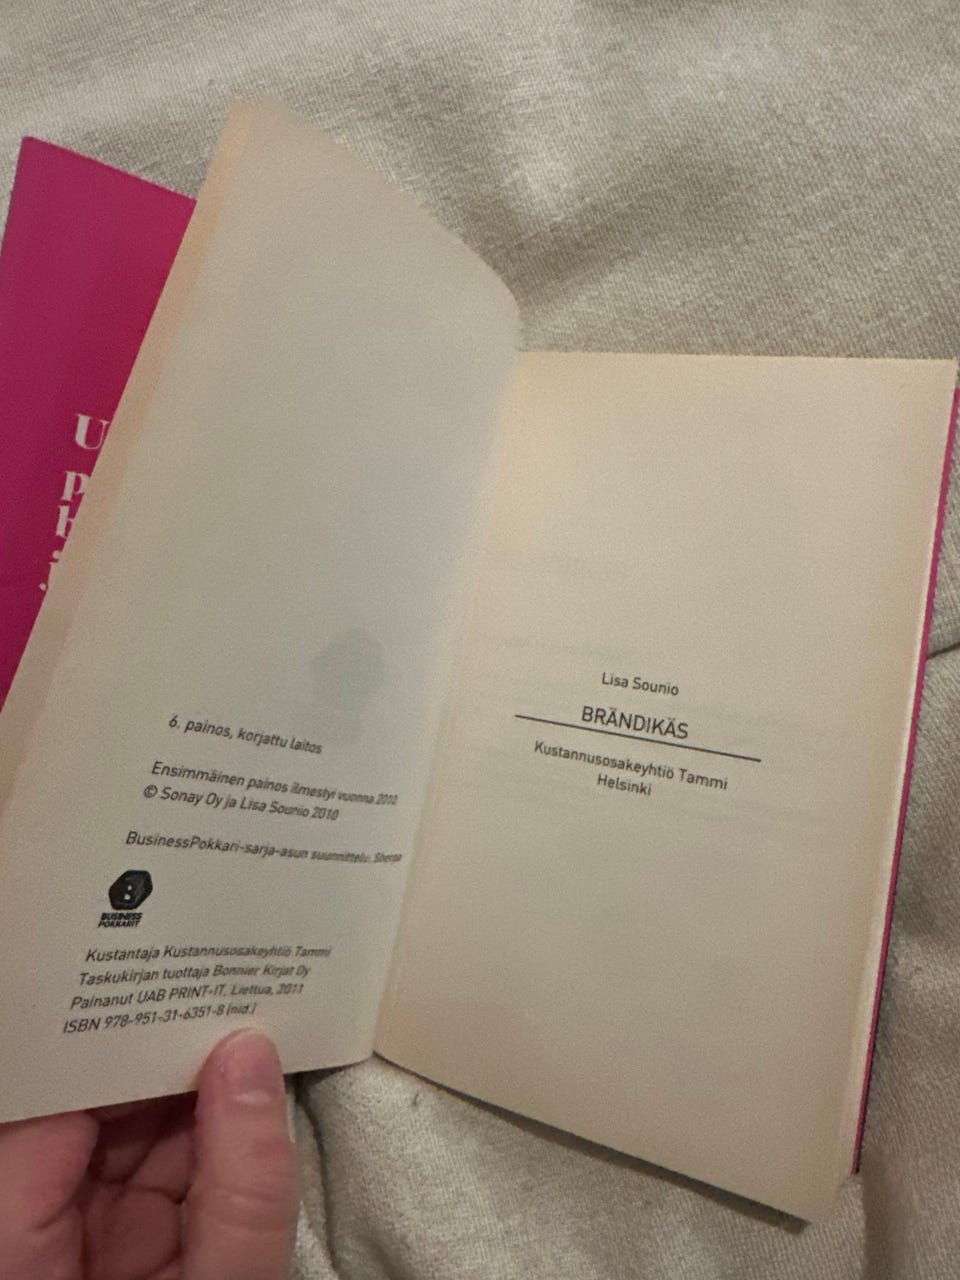 U
p
6. painos, korjattu laitos
Ensimmäinen painos ilmestyi vuonna 2010
© Sonay Oy ja Lisa Sounio 2010
BusinessPokkari-sarja-asun suunnittelu: Sherpa
B
BUSINESS
POKKARIT
Kustantaja Kustannusosakeyhtiö Tammi
Taskukirjan tuottaja Bonnier Kirjat Oy
Painanut UAB PRINT-IT, Liettua, 2011
ISBN 978-951-31-6351-8 (nid.)
Lisa Sounio
BRÄNDIKÄS
Kustannusosakeyhtiö Tammi
Helsinki